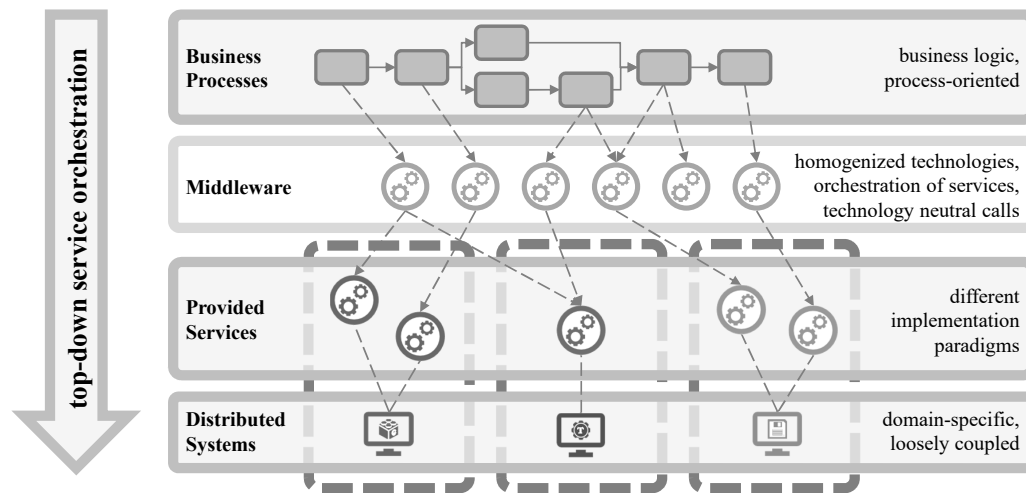 top-down service orchestration
Business
Processes
business logic,
process-oriented
Middleware
homogenized technologies,
orchestration of services,
technology neutral calls
Provided
Services
different
implementation
paradigms
Distributed
Systems
domain-specific,
loosely coupled